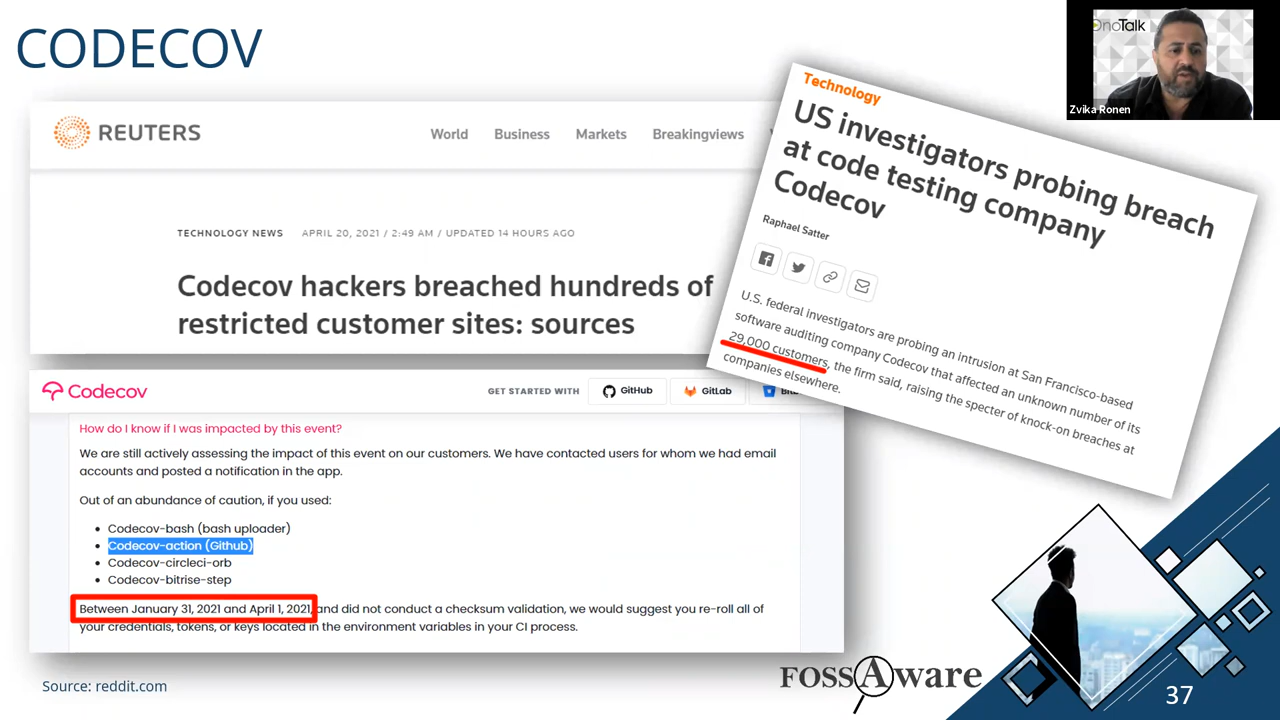 CODECOV
OnoTalk
Zvika Ronen
REUTERS
World Business Markets Breakingviews
TECHNOLOGY NEWS APRIL 20, 2021 / 2:49 AM / UPDATED 14 HOURS AGO
Codecov hackers breached hundreds of
restricted customer sites: sources
Technology
US investigators probing breach
at code testing company
Codecov
Raphael Satter
U.S. federal investigators are probing an intrusion at San Francisco-based
software auditing company Codecov that affected an unknown number of its
29,000 customers, the firm said, raising the specter of knock-on breaches at
companies elsewhere.
Codecov
GET STARTED WITH GitHub GitLab
How do I know if I was impacted by this event?
We are still actively assessing the impact of this event on our customers. We have contacted users for whom we had email
accounts and posted a notification in the app.
Out of an abundance of caution, if you used:
• Codecov-bash (bash uploader)
• Codecov-action (Github)
• Codecov-circleci-orb
• Codecov-bitrise-step
Between January 31, 2021 and April 1, 2021, and did not conduct a checksum validation, we would suggest you re-roll all of
your credentials, tokens, or keys located in the environment variables in your CI process.
Source: reddit.com
FOSSAware
37